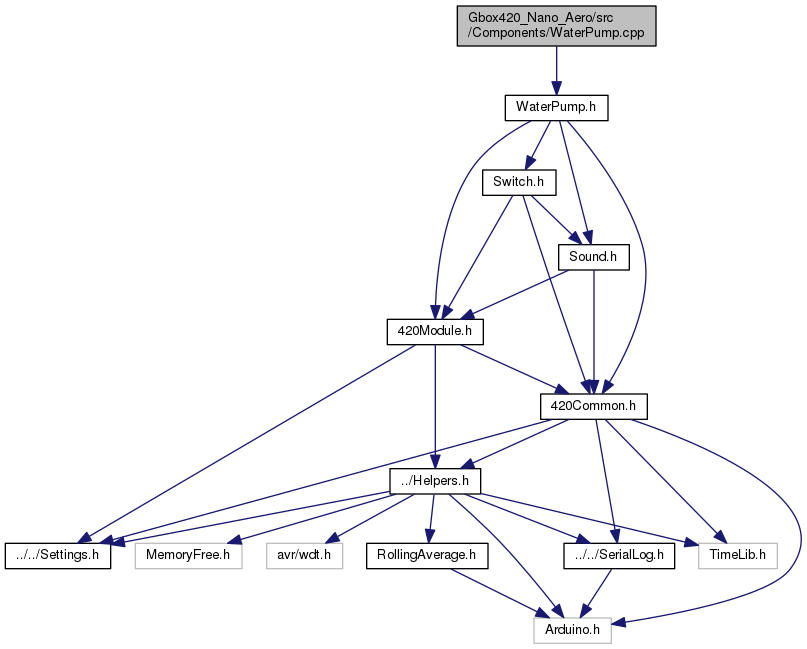 Gbox420_Nano_Aero/src
/Components/WaterPump.cpp
WaterPump.h
Switch.h
Sound.h
420Module.h
420Common.h
../Helpers.h
../../Settings.h
MemoryFree.h
avr/wdt.h
RollingAverage.h
../../SerialLog.h
TimeLib.h
Arduino.h